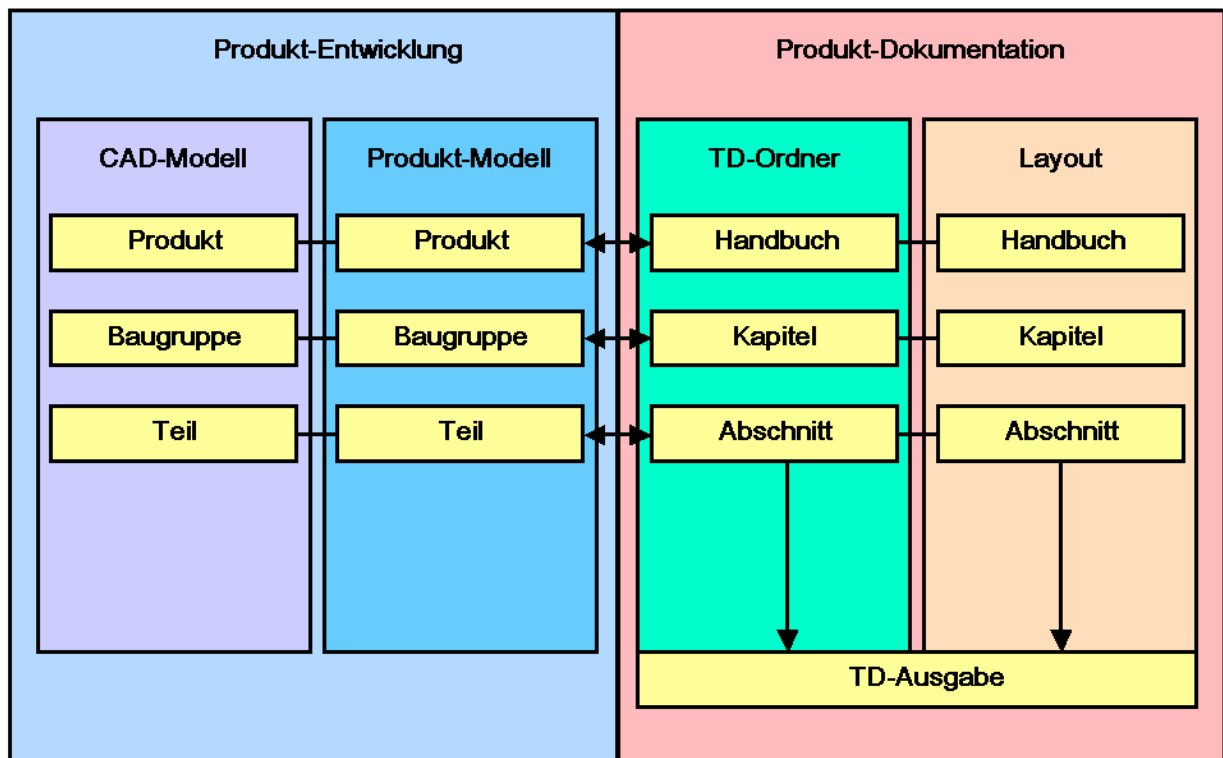 Produkt-Entwicklung
Produkt-Dokumentation
CAD-Modell
Produkt-Modell
TD-Ordner
Layout
Produkt
Produkt
Handbuch
Handbuch
Baugruppe
Baugruppe
Kapitel
Kapitel
Teil
Teil
Abschnitt
Abschnitt
TD-Ausgabe